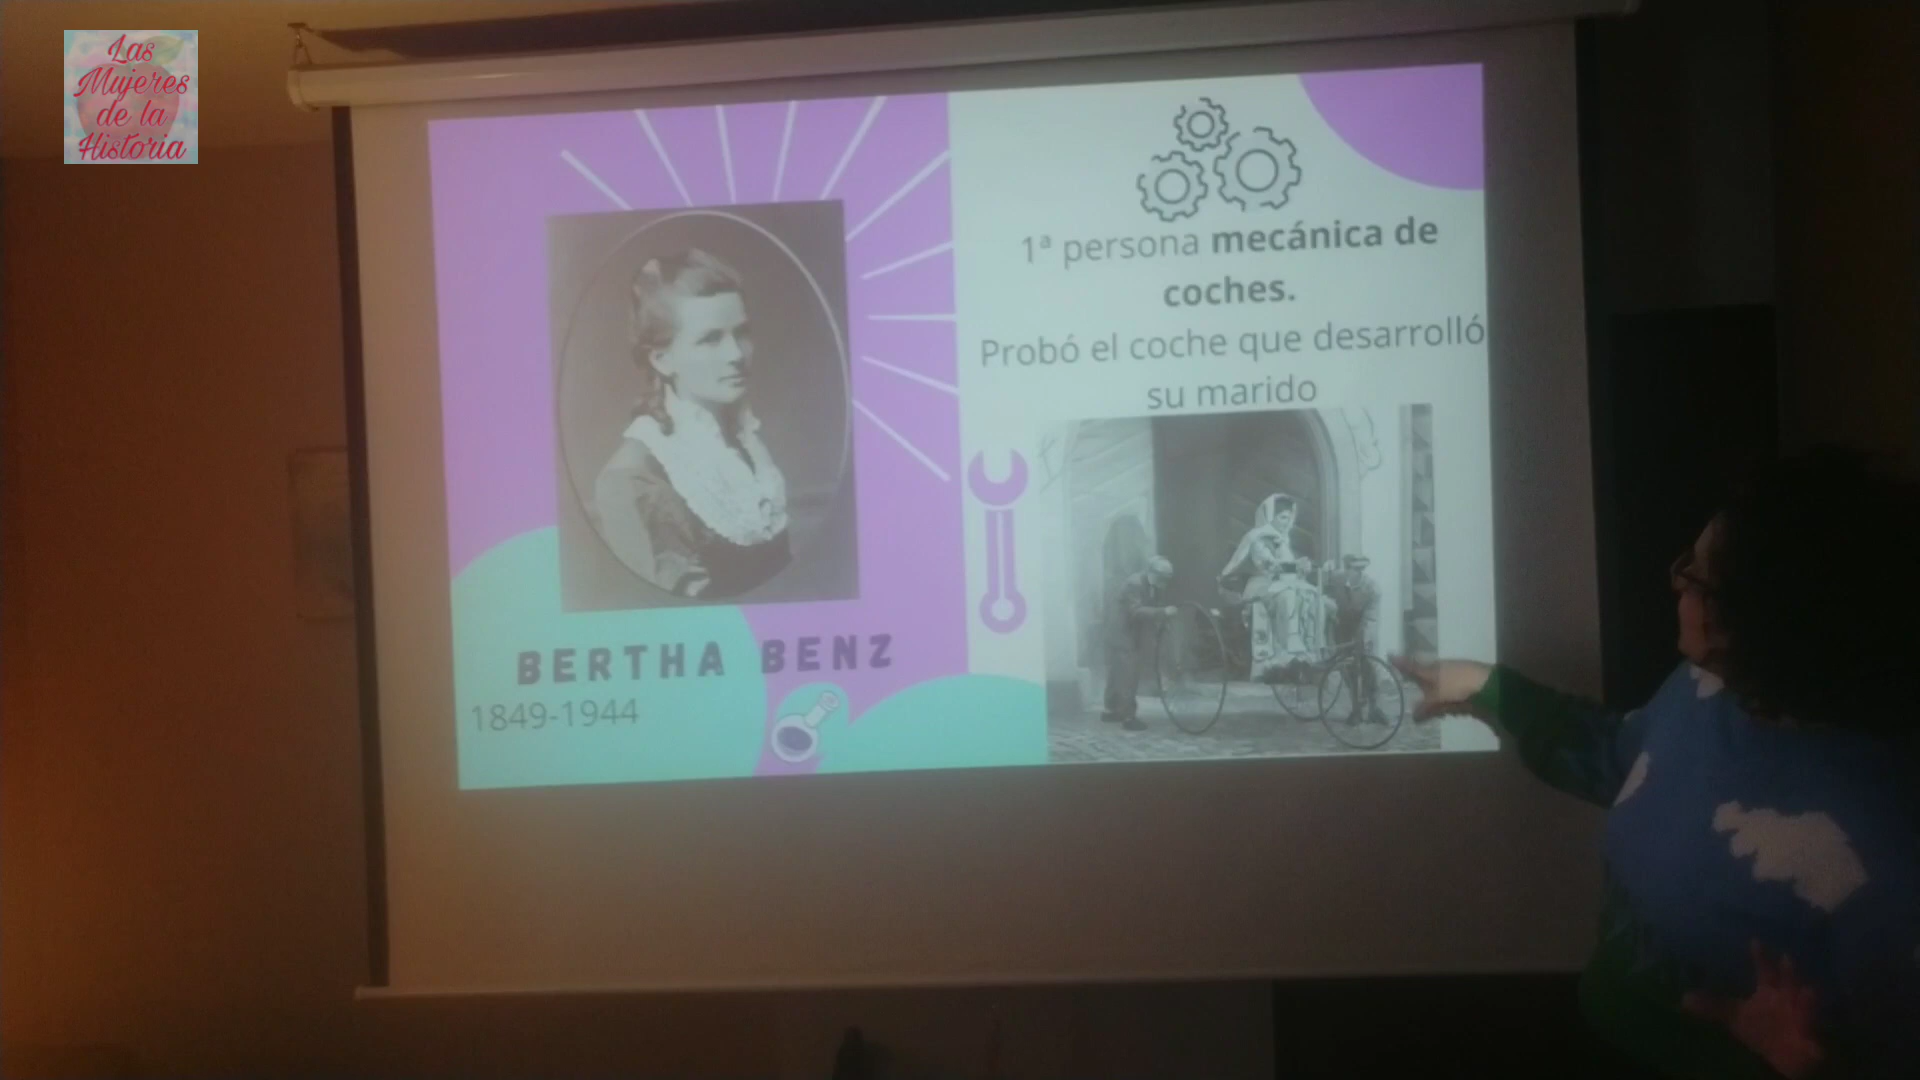 Las
Mujeres
de la
Historia
1ª persona mecánica de
coches.
Probó el coche que desarrolló
su marido
BERTHA BENZ
1849-1944